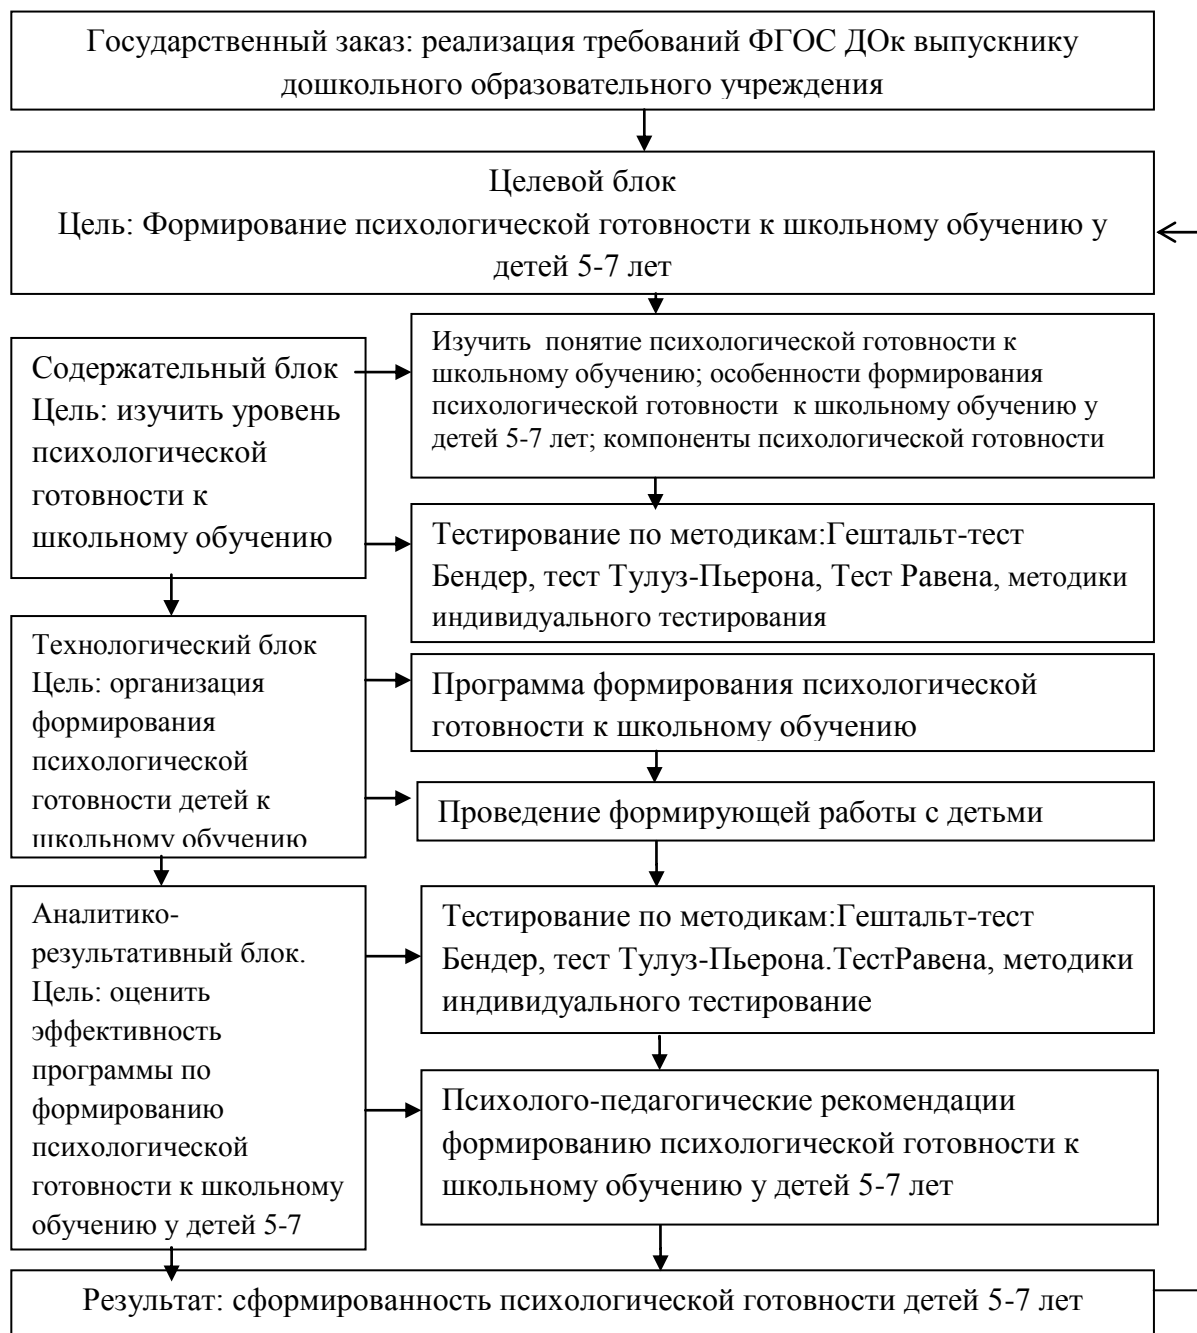 Государственный заказ: реализация требований ФГОС ДОк выпускнику
дошкольного образовательного учреждения
Целевой блок
Цель: Формирование психологической готовности к школьному обучению у
детей 5-7 лет
Содержательный блок
Цель: изучить уровень
психологической
готовности к
школьному обучению
Изучить понятие психологической готовности к
школьному обучению; особенности формирования
психологической готовности к школьному обучению у
детей 5-7 лет; компоненты психологической готовности
Тестирование по методикам:Гештальт-тест
Бендер, тест Тулуз-Пьерона, Тест Равена, методики
индивидуального тестирования
Технологический блок
Цель: организация
формирования
психологической
готовности детей к
школьному обучению
Программа формирования психологической
готовности к школьному обучению
Проведение формирующей работы с детьми
Аналитико-
результативный блок.
Цель: оценить
эффективность
программы по
формированию
психологической
готовности к школьному
обучению у детей 5-7
Тестирование по методикам:Гештальт-тест
Бендер, тест Тулуз-Пьерона.ТестРавена, методики
индивидуального тестирование
Психолого-педагогические рекомендации
формированию психологической готовности к
школьному обучению у детей 5-7 лет
Результат: сформированность психологической готовности детей 5-7 лет